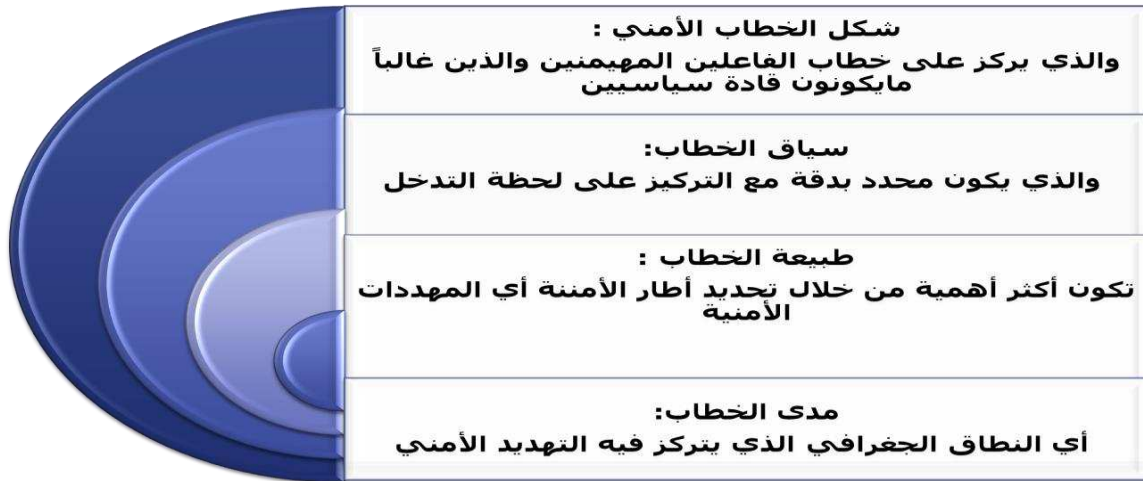 شكل الخطاب الأمني :
والذي يركز على خطاب الفاعلين المهيمنين والذين غالباً
مايكونون قادة سياسيين
سياق الخطاب:
والذي يكون محدد بدقة مع التركيز على لحظة التدخل
طبيعة الخطاب :
تكون أكثر أهمية من خلال تحديد أطار الأمننة أي المهددات
الأمنية
مدى الخطاب:
أي النطاق الجغرافي الذي يتركز فيه التهديد الأمني